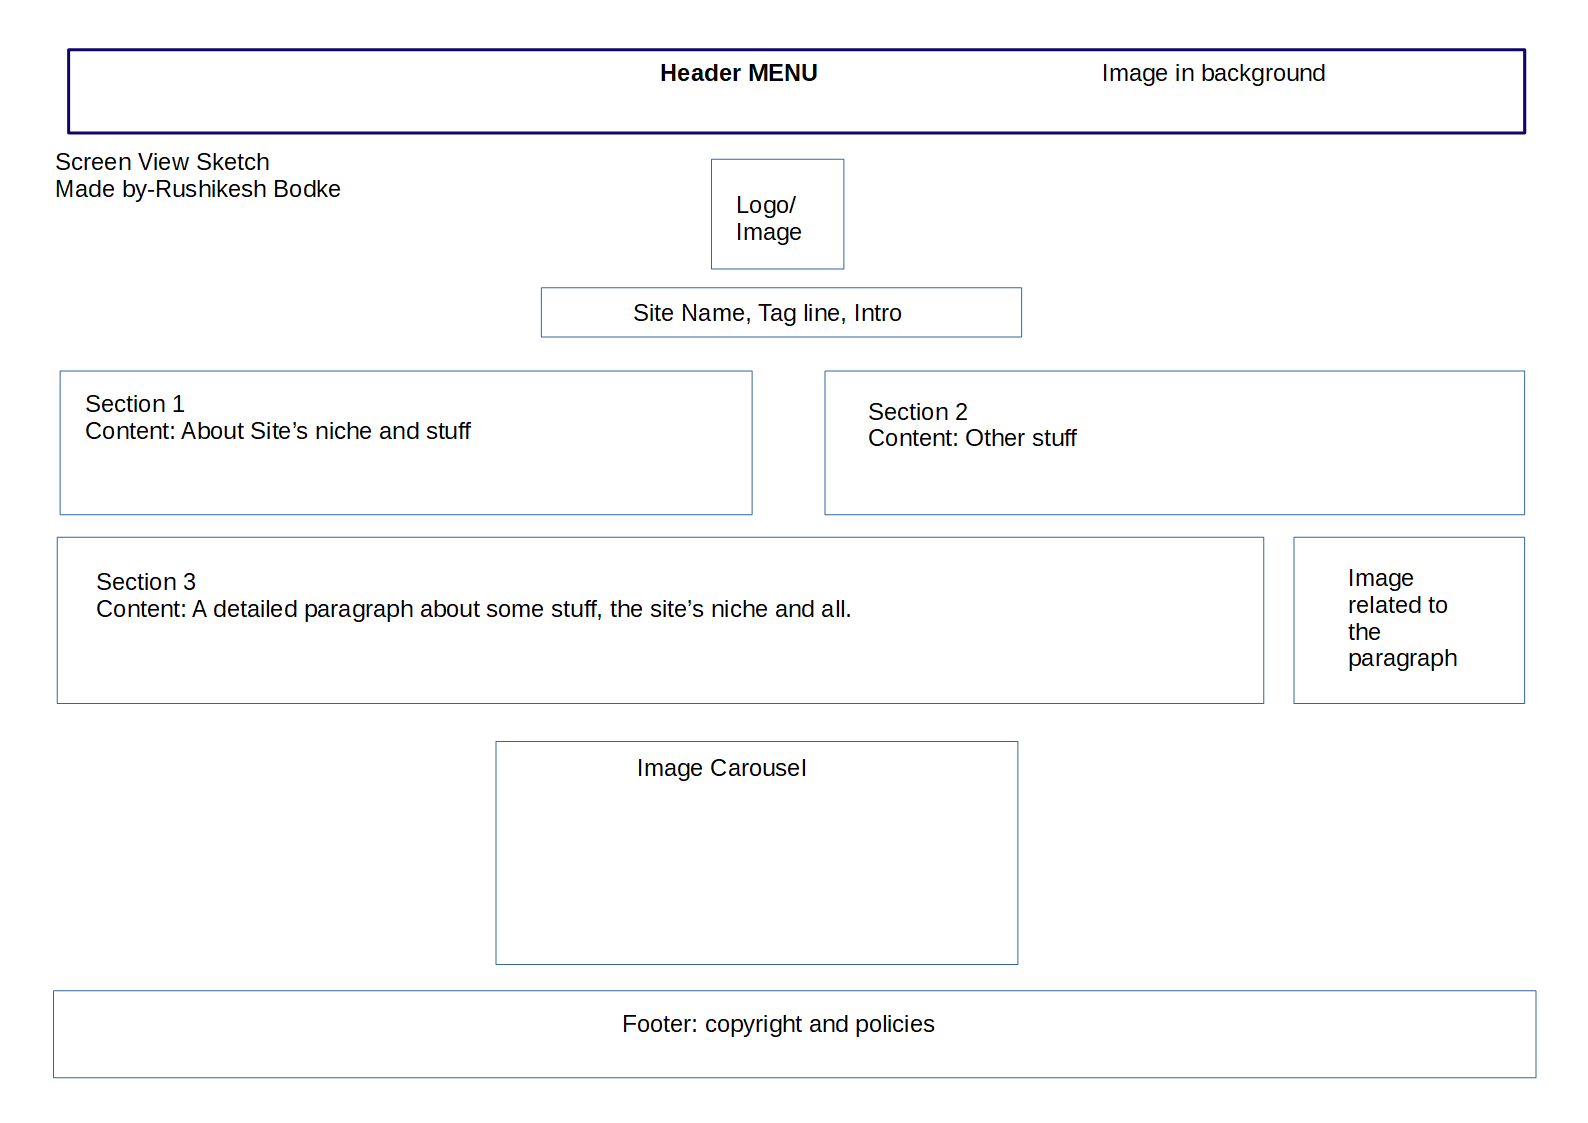 Header MENU
Image in background
Screen View Sketch
Made by-Rushikesh Bodke
Logo/
Image
Site Name, Tag line, Intro
Section 1
Content: About Site’s niche and stuff
Section 2
Content: Other stuff
Section 3
Content: A detailed paragraph about some stuff, the site’s niche and all.
Image
related to
the
paragraph
Image Carousel
Footer: copyright and policies